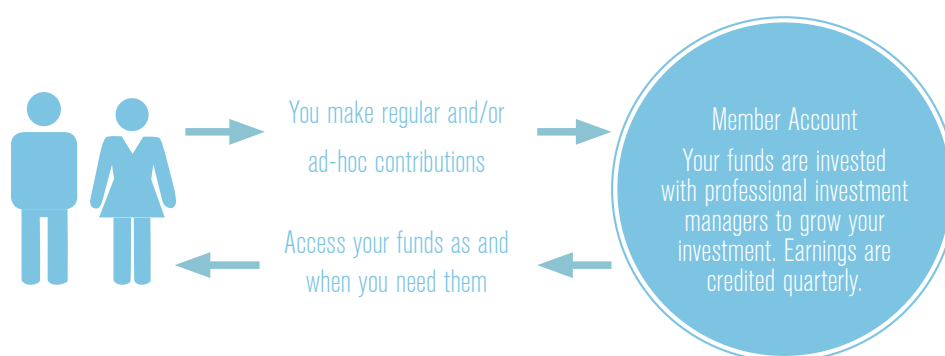 You make regular and/or
ad-hoc contributions
Access your funds as and
when you need them
Member Account
Your funds are invested
with professional investment
managers to grow your
investment. Earnings are
credited quarterly.